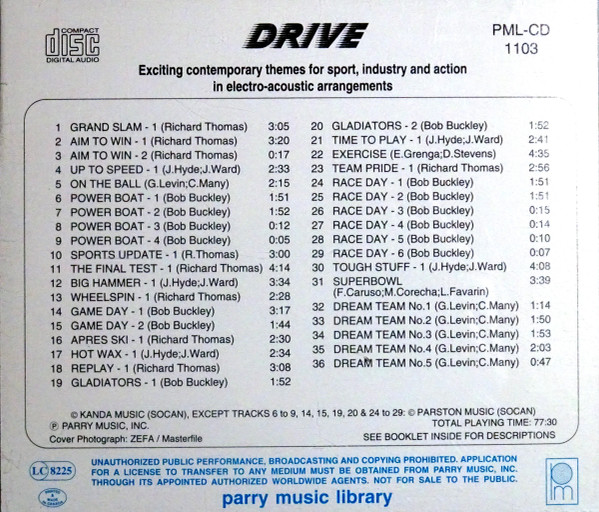 COMPACT
disc
DIGITAL AUDIO
DRIVE
PML-CD
1103
Exciting contemporary themes for sport, industry and action
in electro-acoustic arrangements
1 GRAND SLAM - 1 (Richard Thomas) 3:05
2 AIM TO WIN - 1 (Richard Thomas) 3:20
3 AIM TO WIN - 2 (Richard Thomas) 0:17
4 UP TO SPEED - 1 (J.Hyde;J.Ward) 2:33
5 ON THE BALL (G.Levin;C.Many) 2:15
6 POWER BOAT - 1 (Bob Buckley) 1:51
7 POWER BOAT - 2 (Bob Buckley) 1:52
8 POWER BOAT - 3 (Bob Buckley) 0:12
9 POWER BOAT - 4 (Bob Buckley) 0:05
10 SPORTS UPDATE - 1 (R.Thomas) 3:00
11 THE FINAL TEST - 1 (Richard Thomas) 4:14
12 BIG HAMMER - 1 (J.Hyde;J.Ward) 3:34
13 WHEELSPIN - 1 (Richard Thomas) 2:28
14 GAME DAY - 1 (Bob Buckley) 3:17
15 GAME DAY - 2 (Bob Buckley) 1:44
16 APRES SKI - 1 (Richard Thomas) 2:30
17 HOT WAX - 1 (J.Hyde;J.Ward) 2:34
18 REPLAY - 1 (Richard Thomas) 3:08
19 GLADIATORS - 1 (Bob Buckley) 1:52
20 GLADIATORS - 2 (Bob Buckley) 1:52
21 TIME TO PLAY - 1 (J.Hyde;J.Ward) 2:41
22 EXERCISE (E.Grenga;D.Stevens) 4:35
23 TEAM PRIDE - 1 (Richard Thomas) 2:56
24 RACE DAY - 1 (Bob Buckley) 1:51
25 RACE DAY - 2 (Bob Buckley) 1:51
26 RACE DAY - 3 (Bob Buckley) 0:15
27 RACE DAY - 4 (Bob Buckley) 0:14
28 RACE DAY - 5 (Bob Buckley) 0:10
29 RACE DAY - 6 (Bob Buckley) 0:07
30 TOUGH STUFF - 1 (J.Hyde;J.Ward) 4:08
31 SUPERBOWL 3:39
(F.Caruso;M.Corecha;L.Favarin)
32 DREAM TEAM No.1 (G.Levin;C.Many) 1:14
33 DREAM TEAM No.2 (G.Levin;C.Many) 1:50
34 DREAM TEAM No.3 (G.Levin;C.Many) 1:53
35 DREAM TEAM No.4 (G.Levin;C.Many) 2:03
36 DREAM TEAM No.5 (G.Levin;C.Many) 0:47
© KANDA MUSIC (SOCAN), EXCEPT TRACKS 6 to 9, 14, 15, 19, 20 & 24 to 29: © PARSTON MUSIC (SOCAN)
℗ PARRY MUSIC, INC. TOTAL PLAYING TIME: 77:30
Cover Photograph: ZEFA / Masterfile SEE BOOKLET INSIDE FOR DESCRIPTIONS
LC 8225
UNAUTHORIZED PUBLIC PERFORMANCE, BROADCASTING AND COPYING PROHIBITED. APPLICATION
FOR A LICENSE TO TRANSFER TO ANY MEDIUM MUST BE OBTAINED FROM PARRY MUSIC, INC.
THROUGH ITS APPOINTED AUTHORIZED WORLDWIDE AGENTS. NOT FOR SALE TO THE PUBLIC.
parry music library
pm